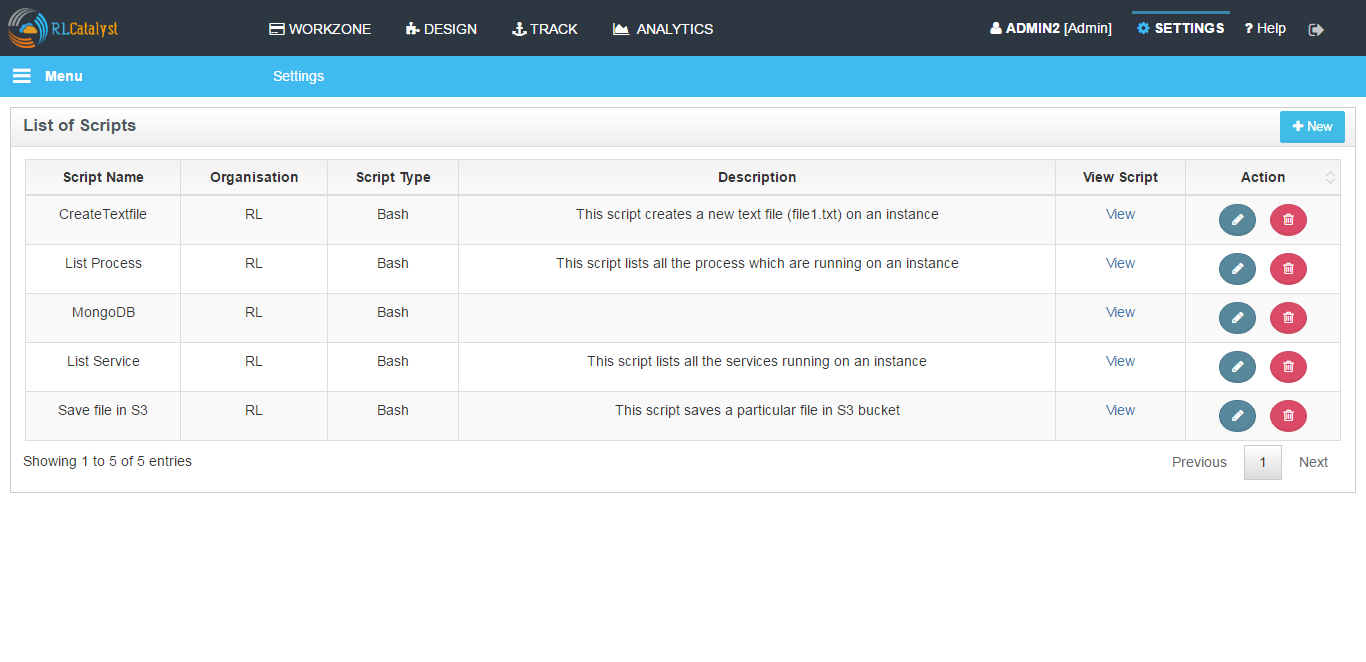 RLCatalyst WORKZONE DESIGN TRACK ANALYTICS ADMIN2 [Admin] SETTINGS ? Help
Menu Settings
List of Scripts New
Script Name Organisation Script Type Description View Script Action
CreateTextfile RL Bash This script creates a new text file (file1.txt) on an instance View
List Process RL Bash This script lists all the process which are running on an instance View
MongoDB RL Bash View
List Service RL Bash This script lists all the services running on an instance View
Save file in S3 RL Bash This script saves a particular file in S3 bucket View
Showing 1 to 5 of 5 entries Previous 1 Next